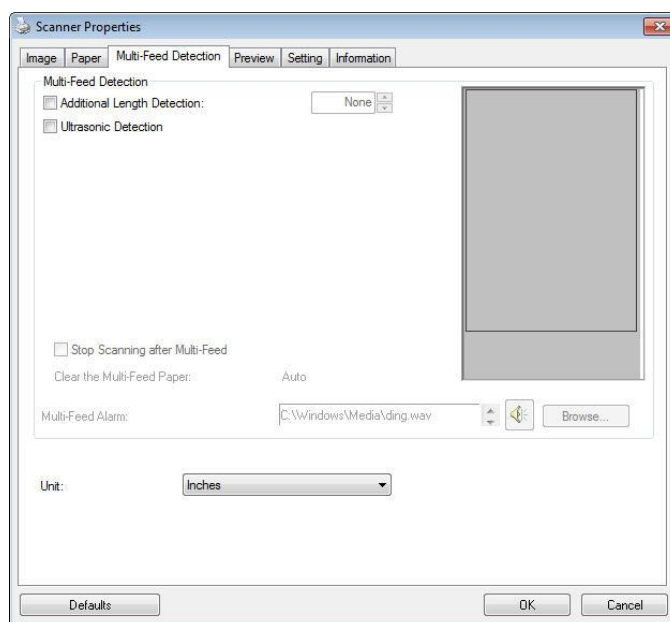 Scanner Properties
Image Paper Multi-Feed Detection Preview Setting Information
Multi-Feed Detection
Additional Length Detection: None
Ultrasonic Detection
Stop Scanning after Multi-Feed
Clear the Multi-Feed Paper: Auto
Multi-Feed Alarm: C:\Windows\Media\ding.wav Browse...
Unit: Inches
Defaults OK Cancel